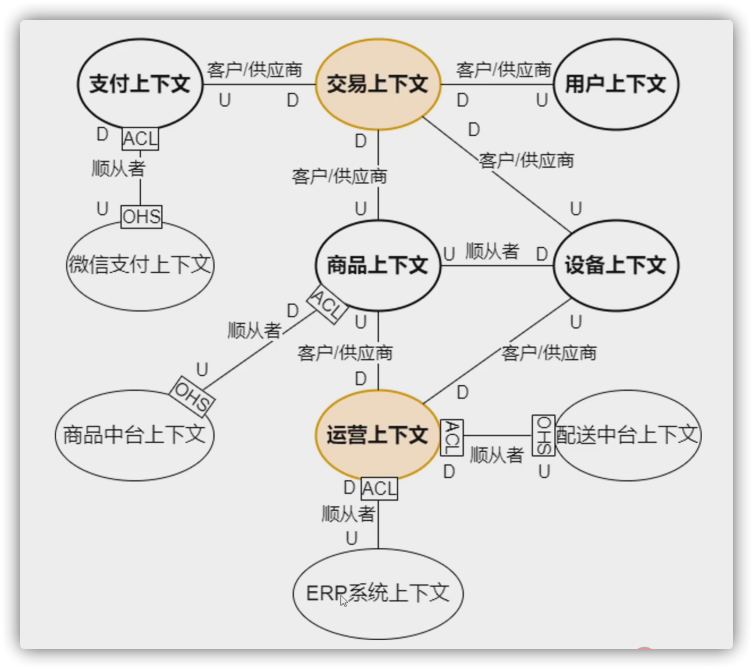 支付上下文
客户/供应商
U
D
交易上下文
客户/供应商
D
U
用户上下文
D
ACL
顺从者
U
OHS
微信支付上下文
D
客户/供应商
U
D
客户/供应商
U
商品上下文
U
顺从者
D
设备上下文
ACL
D
顺从者
U
OHS
商品中台上下文
U
客户/供应商
D
U
客户/供应商
D
运营上下文
ACL
D
顺从者
OHS
U
配送中台上下文
D
ACL
顺从者
U
ERP系统上下文